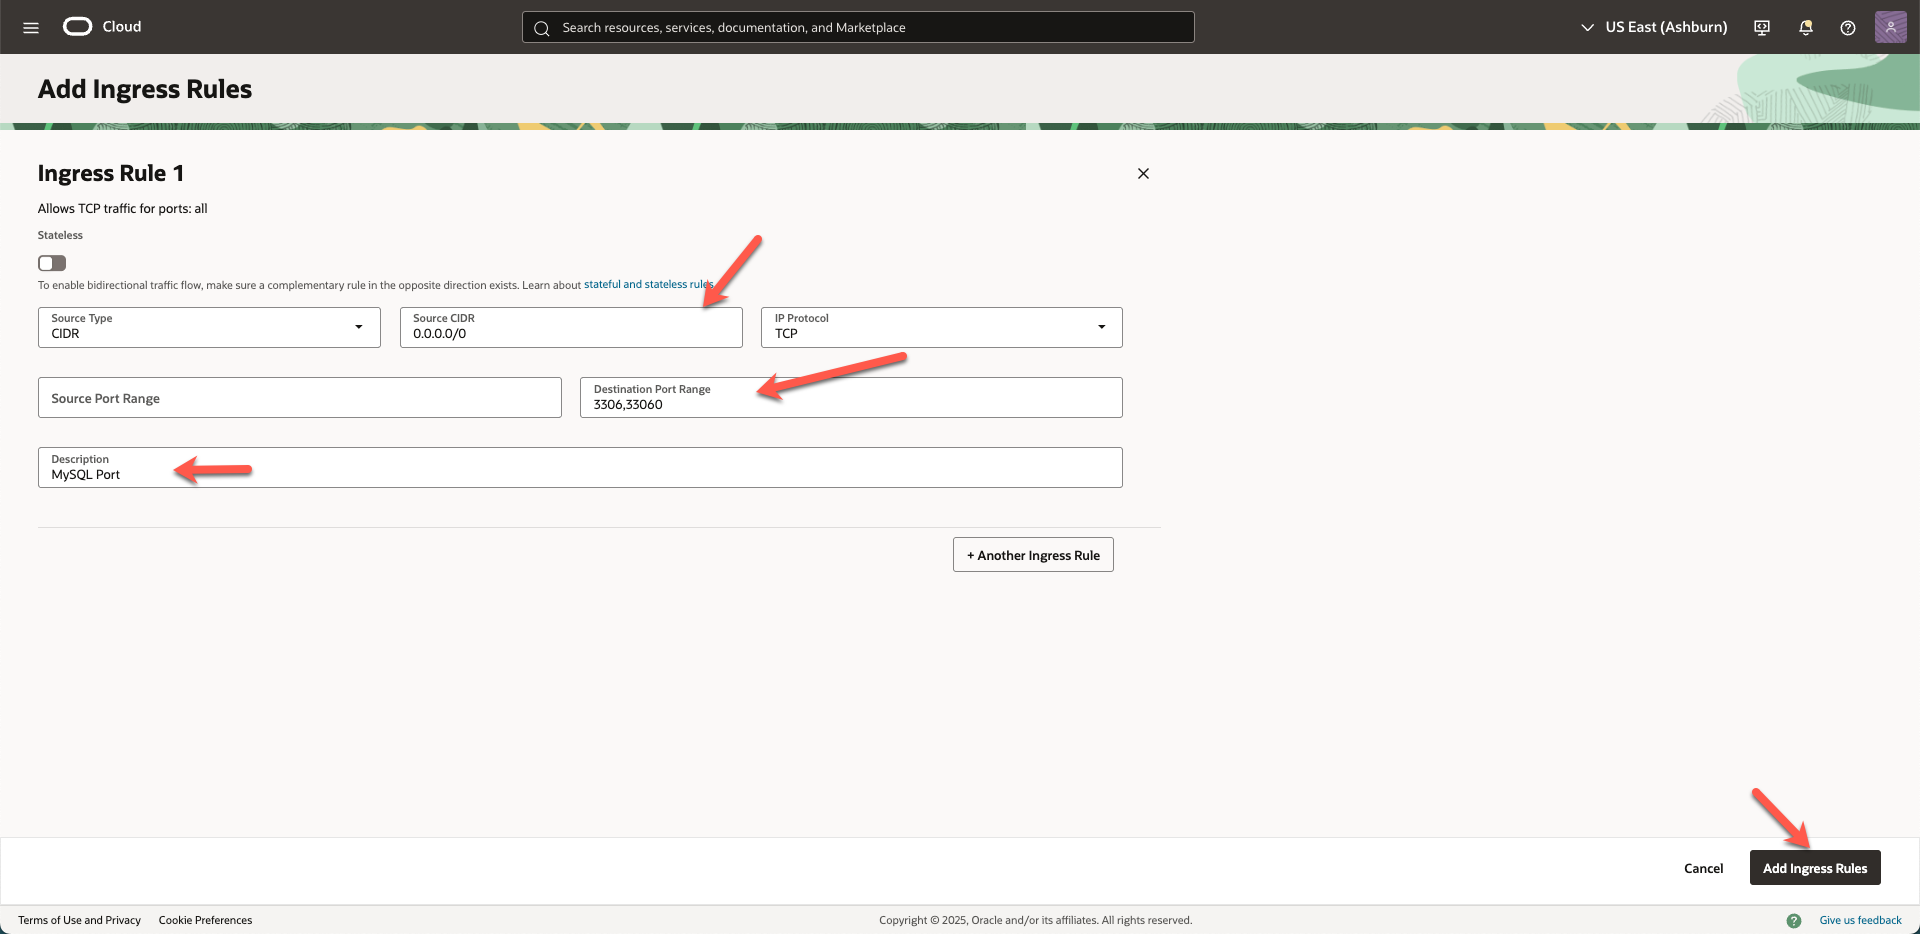 Cloud
Search resources, services, documentation, and Marketplace
US East (Ashburn)
Add Ingress Rules
Ingress Rule 1
Allows TCP traffic for ports: all
Stateless
To enable bidirectional traffic flow, make sure a complementary rule in the opposite direction exists. Learn about stateful and stateless rules.
Source Type
CIDR
Source CIDR
0.0.0.0/0
IP Protocol
TCP
Source Port Range
Destination Port Range
3306,33060
Description
MySQL Port
+ Another Ingress Rule
Cancel
Add Ingress Rules
Terms of Use and Privacy
Cookie Preferences
Copyright © 2025, Oracle and/or its affiliates. All rights reserved.
Give us feedback